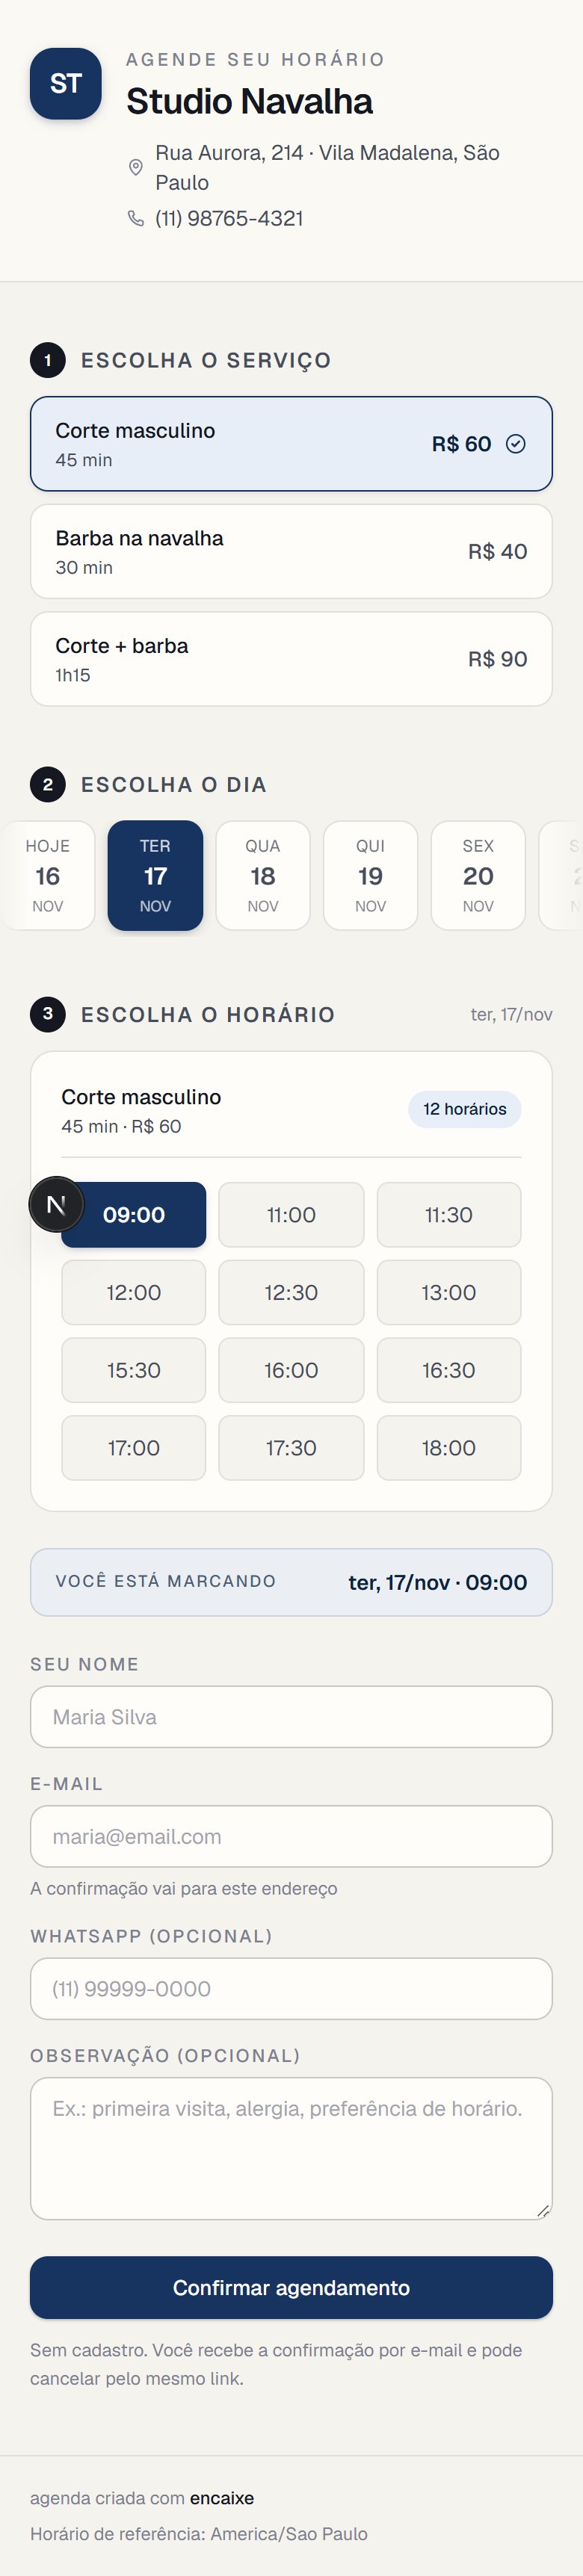 ST
AGENDE SEU HORÁRIO
Studio Navalha
Rua Aurora, 214 · Vila Madalena, São
Paulo
(11) 98765-4321
1 ESCOLHA O SERVIÇO
Corte masculino
45 min
R$ 60
Barba na navalha
30 min
R$ 40
Corte + barba
1h15
R$ 90
2 ESCOLHA O DIA
HOJE TER QUA QUI SEX
16 17 18 19 20
NOV NOV NOV NOV NOV
3 ESCOLHA O HORÁRIO ter, 17/nov
Corte masculino
45 min · R$ 60
12 horários
N
09:00 11:00 11:30
12:00 12:30 13:00
15:30 16:00 16:30
17:00 17:30 18:00
VOCÊ ESTÁ MARCANDO ter, 17/nov · 09:00
SEU NOME
Maria Silva
E-MAIL
maria@email.com
A confirmação vai para este endereço
WHATSAPP (OPCIONAL)
(11) 99999-0000
OBSERVAÇÃO (OPCIONAL)
Ex.: primeira visita, alergia, preferência de horário.
Confirmar agendamento
Sem cadastro. Você recebe a confirmação por e-mail e pode
cancelar pelo mesmo link.
agenda criada com encaixe
Horário de referência: America/Sao Paulo